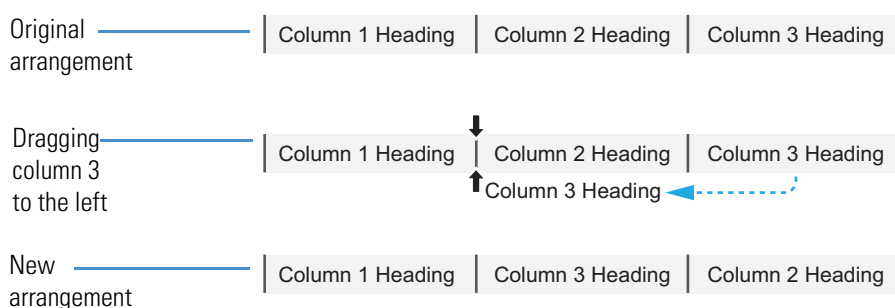 Original
arrangement
Column 1 Heading Column 2 Heading Column 3 Heading
Dragging
column 3
to the left
Column 1 Heading Column 2 Heading Column 3 Heading
Column 3 Heading
New
arrangement
Column 1 Heading Column 3 Heading Column 2 Heading